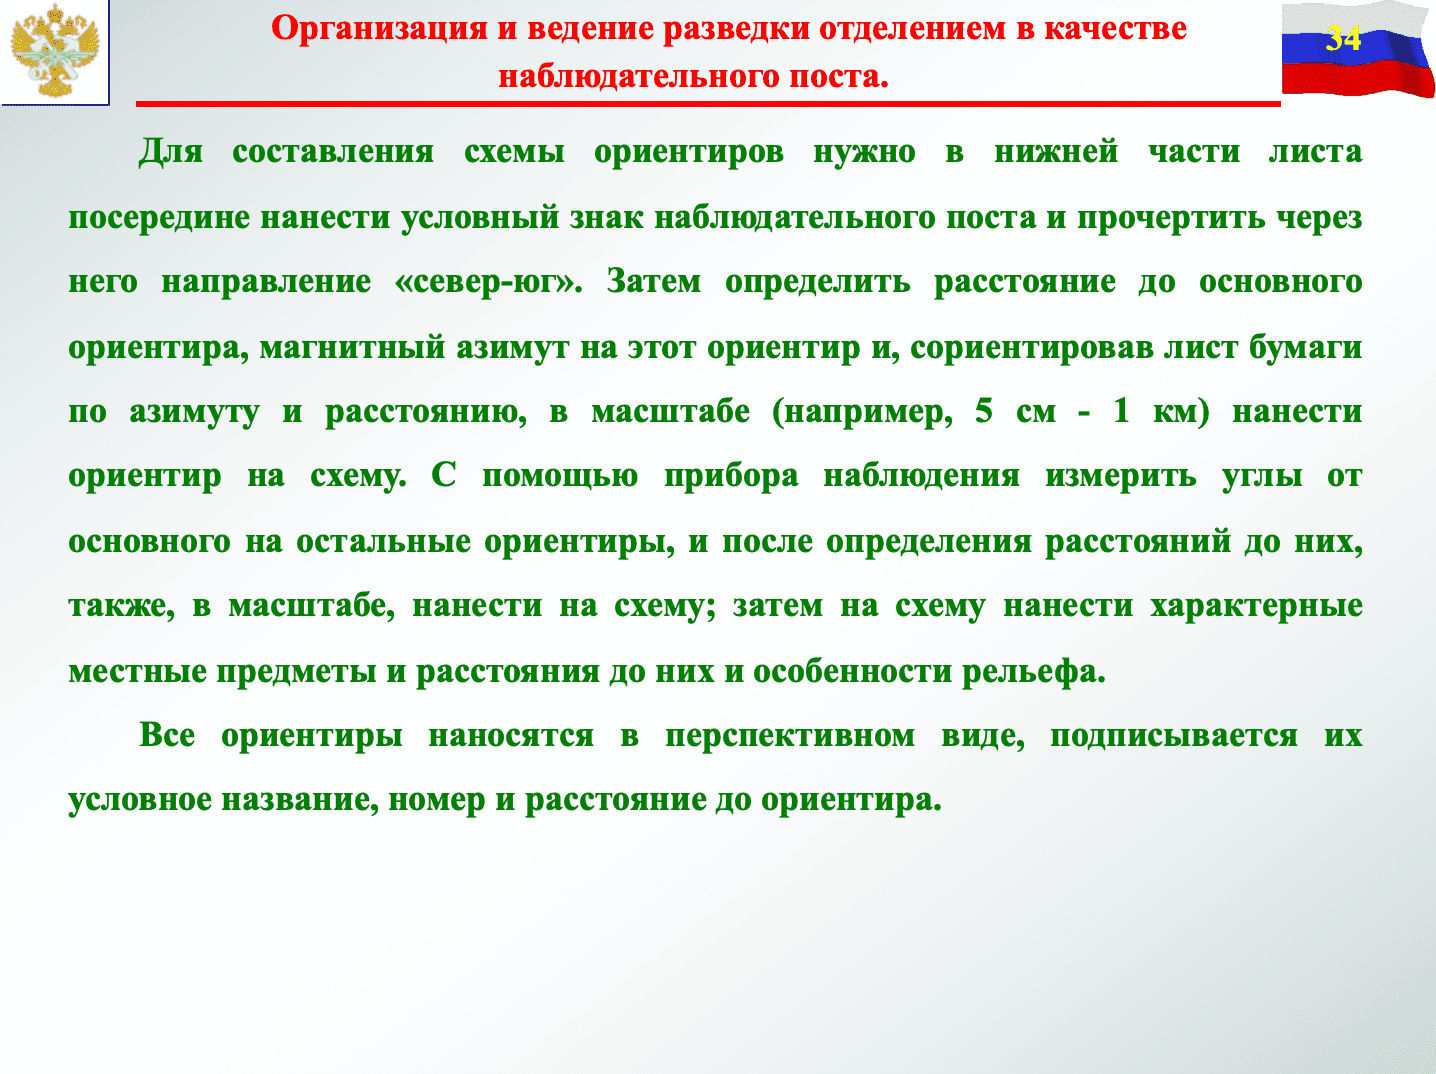 Организация и ведение разведки отделением в качестве
наблюдательного поста.
34
Для составления схемы ориентиров нужно в нижней части листа
посередине нанести условный знак наблюдательного поста и прочертить через
него направление «север-юг». Затем определить расстояние до основного
ориентира, магнитный азимут на этот ориентир и, сориентировав лист бумаги
по азимуту и расстоянию, в масштабе (например, 5 см - 1 км) нанести
ориентир на схему. С помощью прибора наблюдения измерить углы от
основного на остальные ориентиры, и после определения расстояний до них,
также, в масштабе, нанести на схему; затем на схему нанести характерные
местные предметы и расстояния до них и особенности рельефа.
Все ориентиры наносятся в перспективном виде, подписывается их
условное название, номер и расстояние до ориентира.